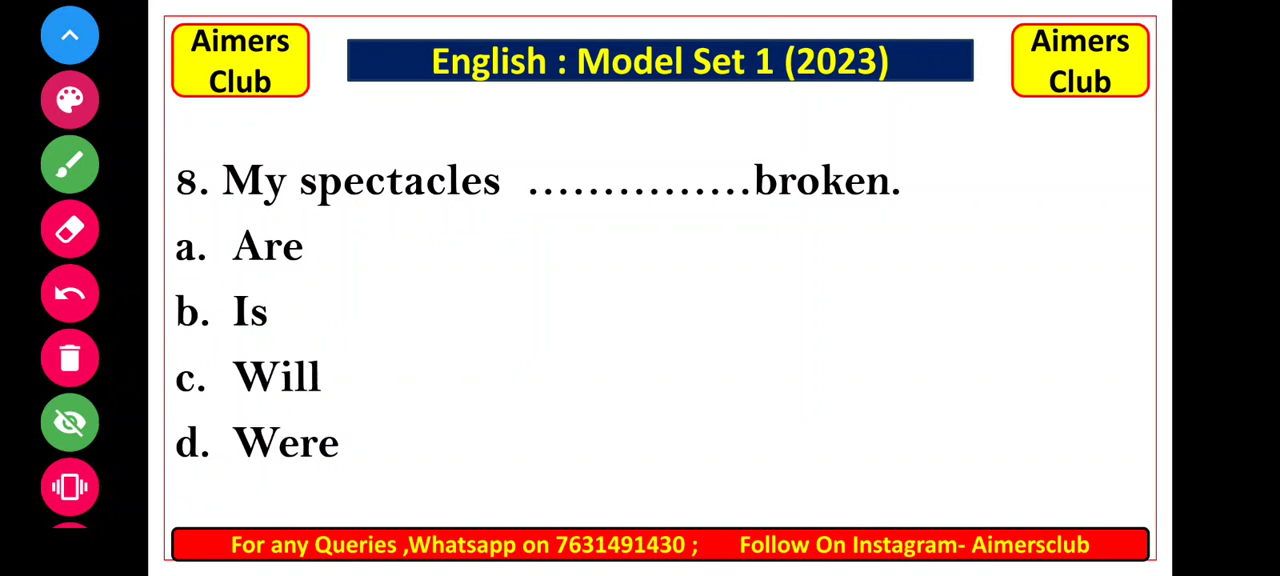 Aimers
Club
English : Model Set 1 (2023)
Aimers
Club
8. My spectacles ...............broken.
a. Are
b. Is
c. Will
d. Were
For any Queries ,Whatsapp on 7631491430 ; Follow On Instagram- Aimersclub